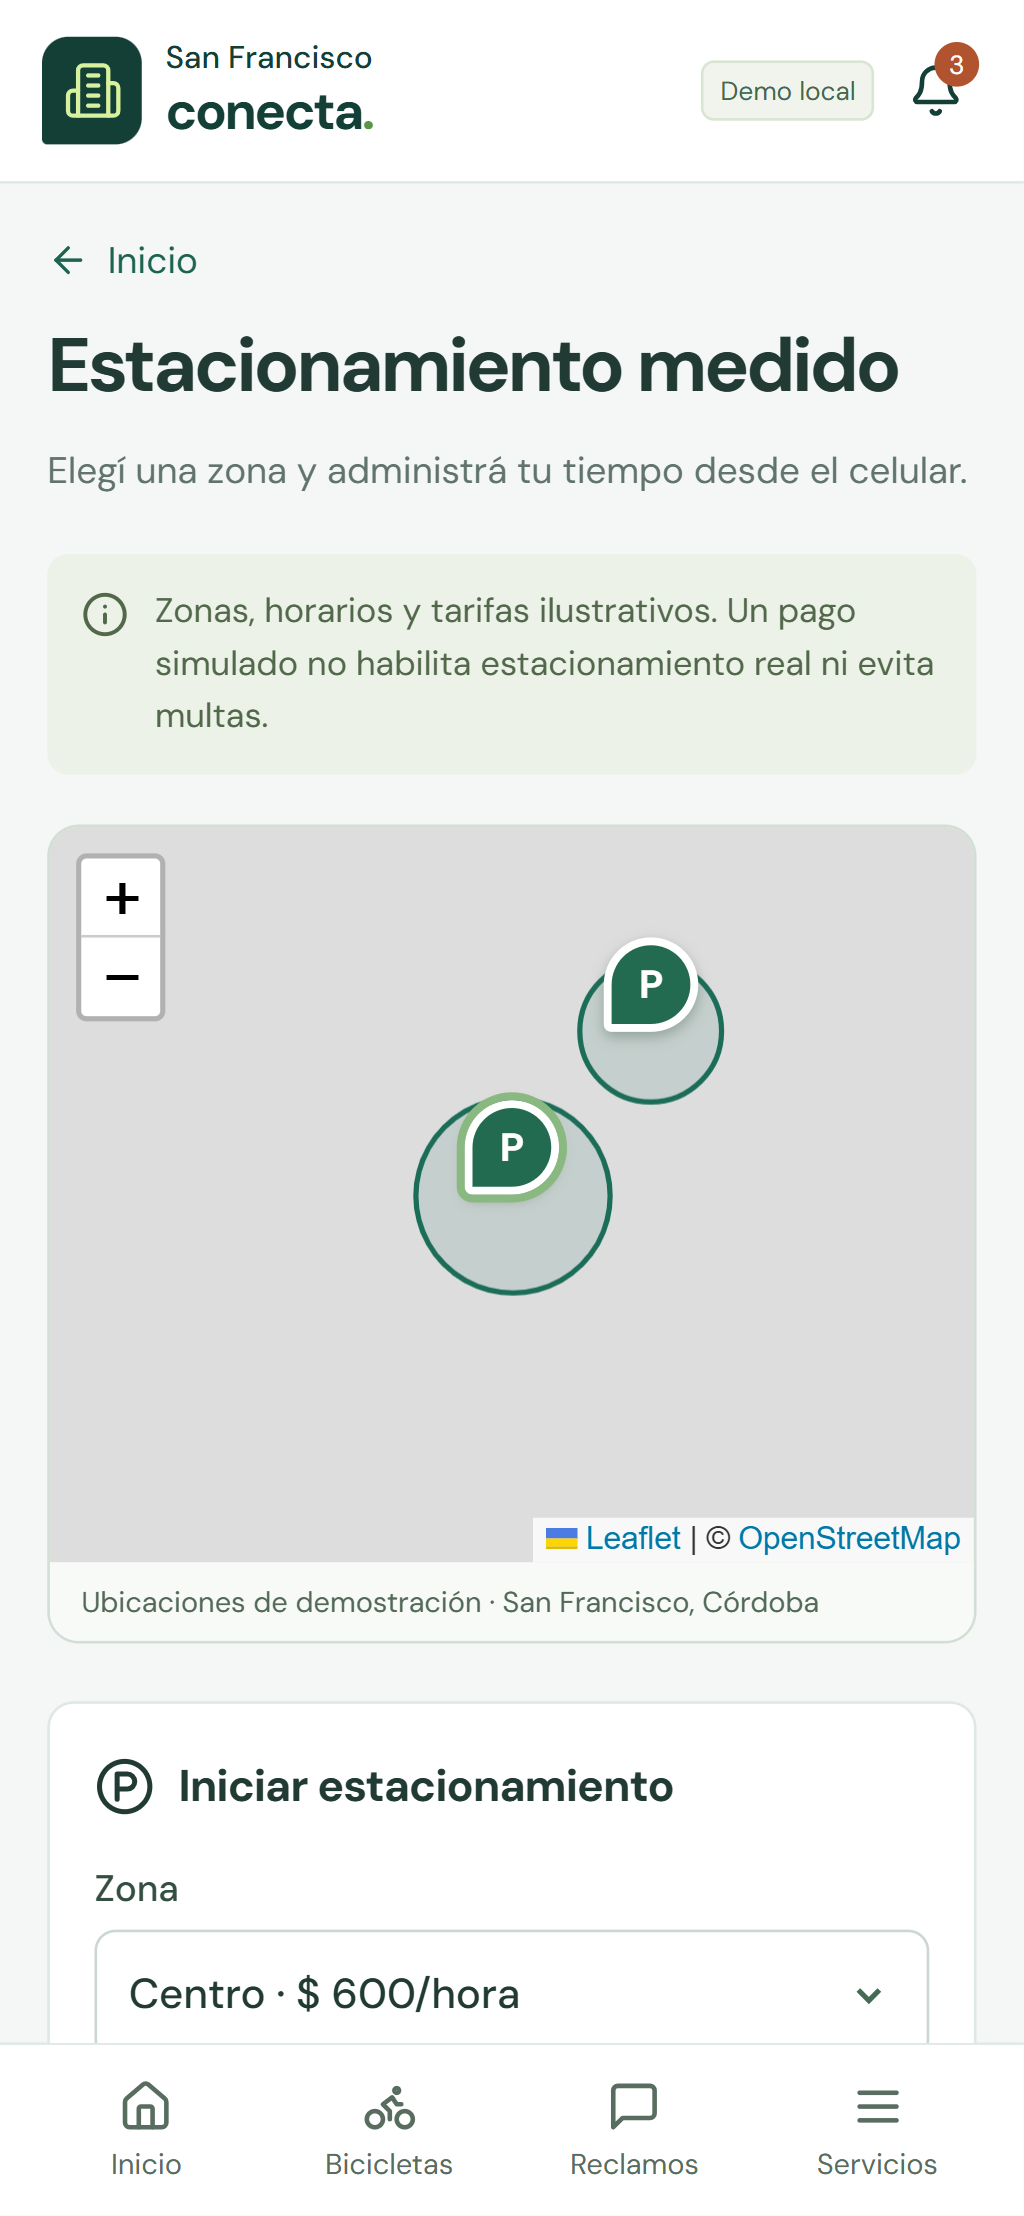 San Francisco
conecta.
Demo local
3
Inicio
Estacionamiento medido
Elegí una zona y administrá tu tiempo desde el celular.
Zonas, horarios y tarifas ilustrativos. Un pago
simulado no habilita estacionamiento real ni evita
multas.
+
−
P
P
Leaflet | © OpenStreetMap
Ubicaciones de demostración · San Francisco, Córdoba
P Iniciar estacionamiento
Zona
Centro · $ 600/hora
Inicio
Bicicletas
Reclamos
Servicios